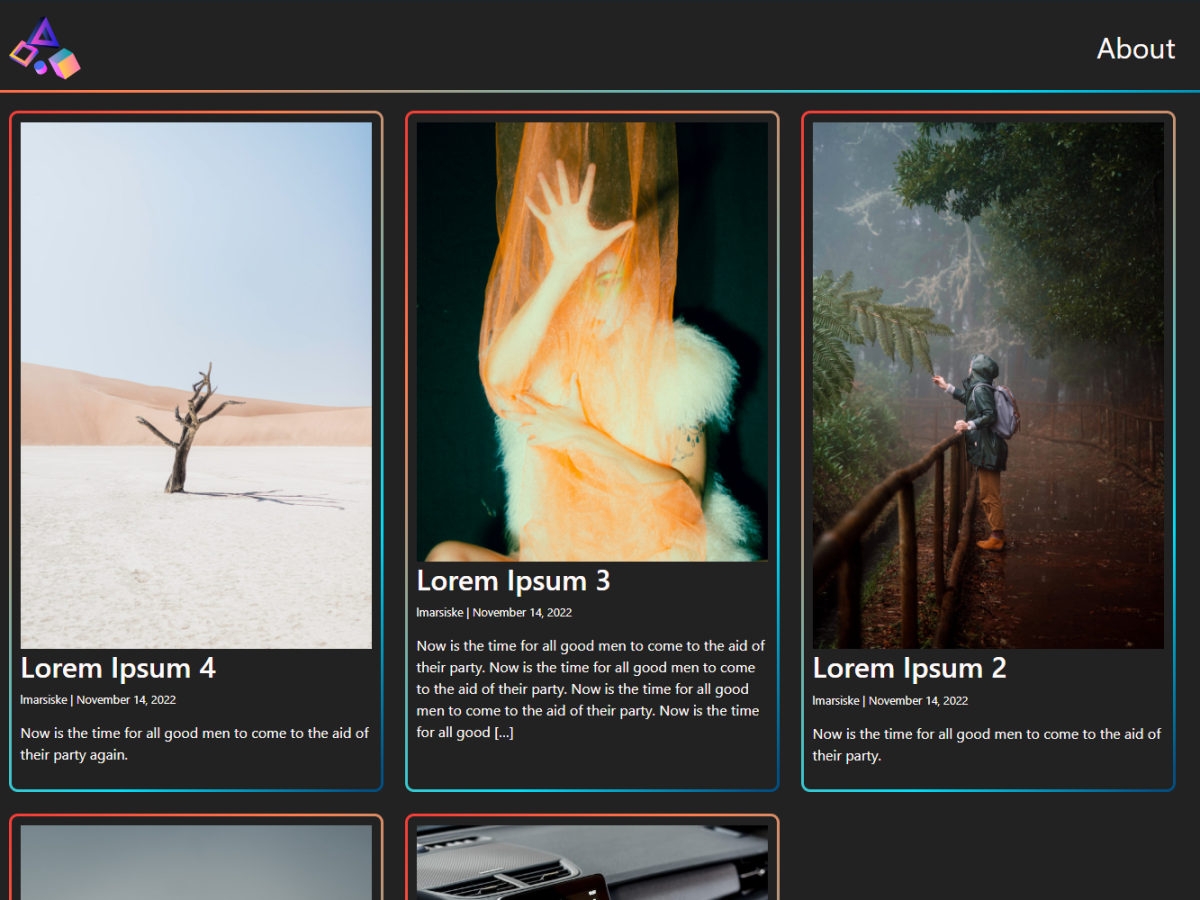 About
Lorem Ipsum 4
lmarsiske | November 14, 2022
Now is the time for all good men to come to the aid of
their party again.
Lorem Ipsum 3
lmarsiske | November 14, 2022
Now is the time for all good men to come to the aid of
their party. Now is the time for all good men to come
to the aid of their party. Now is the time for all good
men to come to the aid of their party. Now is the time
for all good [...]
Lorem Ipsum 2
lmarsiske | November 14, 2022
Now is the time for all good men to come to the aid of
their party.